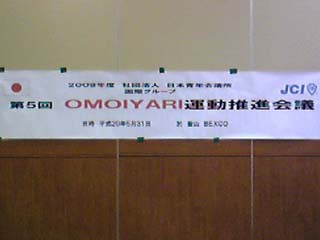 2009年度 社団法人 日本青年会議所
国際グループ
第5回 OMOIYARI運動推進会議
JCI
日時 平成20年5月31日 於 釜山 BEXCO